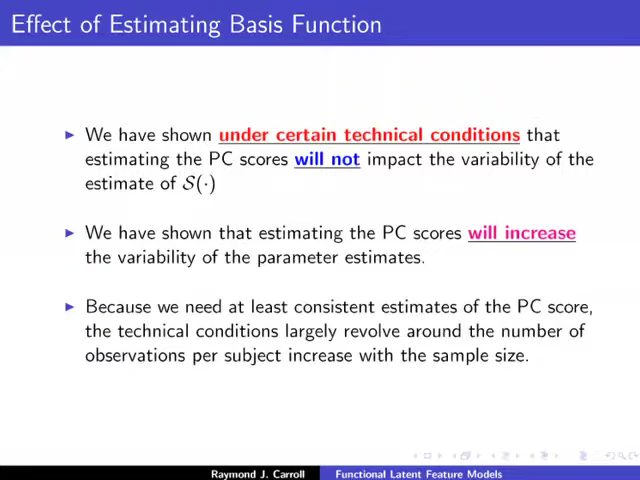 Effect of Estimating Basis Function
We have shown under certain technical conditions that
estimating the PC scores will not impact the variability of the
estimate of 𝒮(·)
We have shown that estimating the PC scores will increase
the variability of the parameter estimates.
Because we need at least consistent estimates of the PC score,
the technical conditions largely revolve around the number of
observations per subject increase with the sample size.
Raymond J. Carroll Functional Latent Feature Models